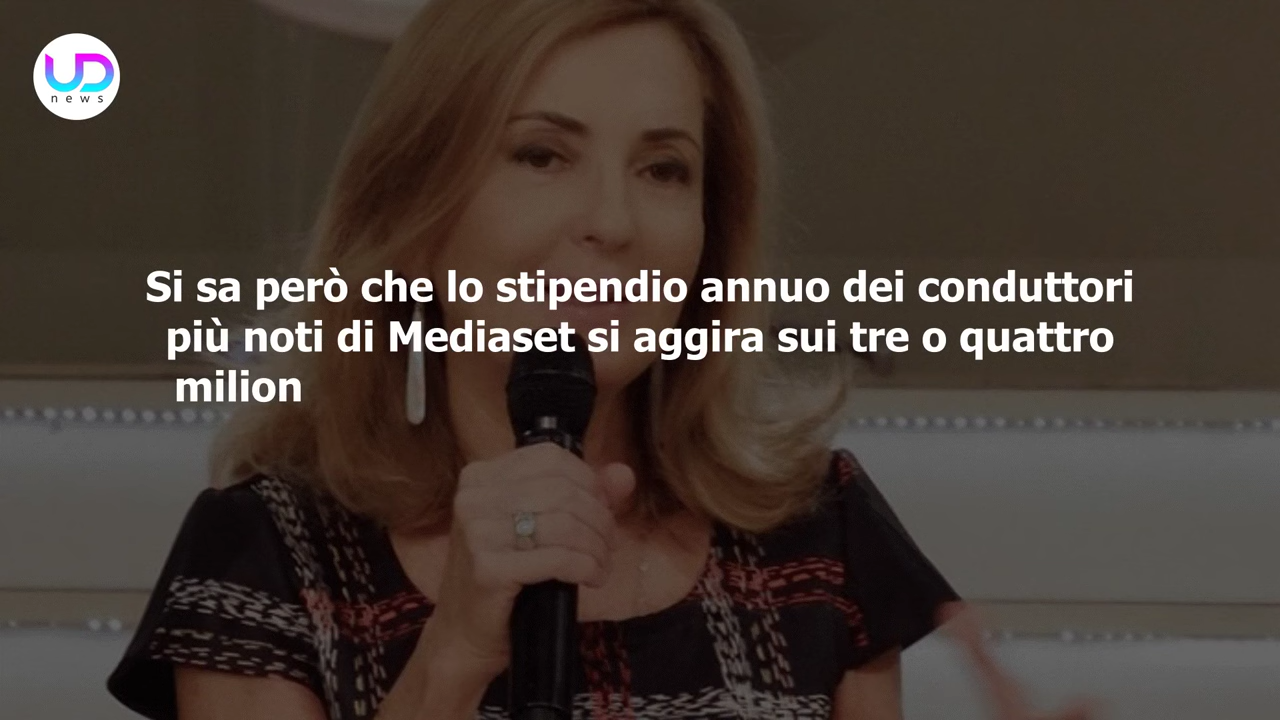 UD
news
Si sa però che lo stipendio annuo dei conduttori
più noti di Mediaset si aggira sui tre o quattro
milion